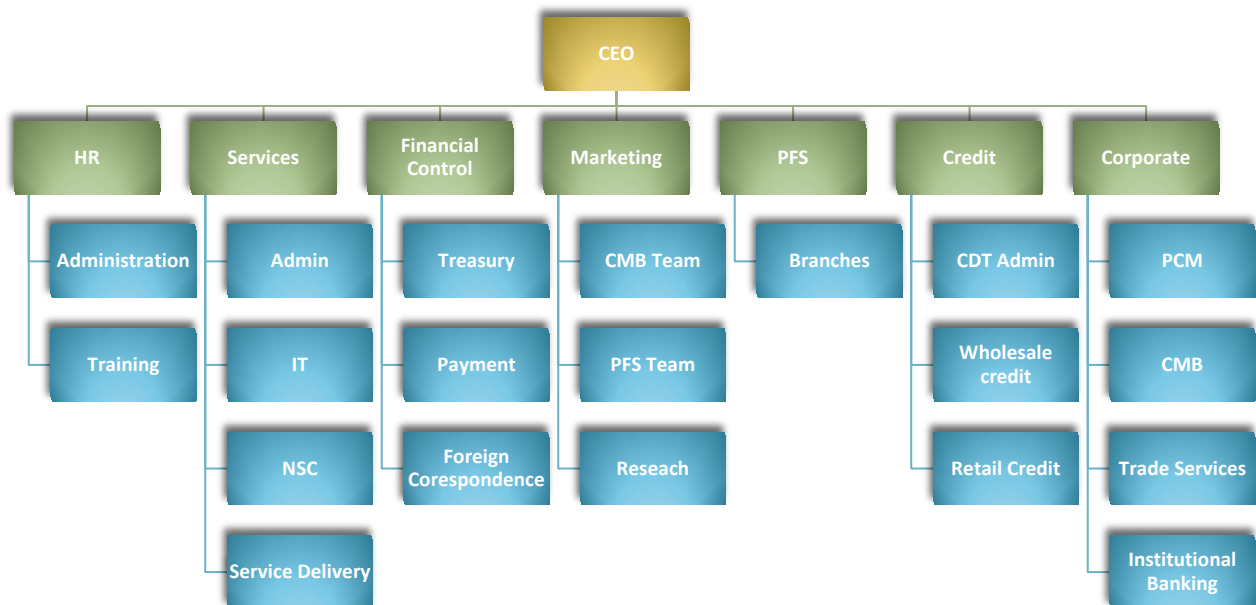 CEO
HR
Services
Financial
Control
Marketing
PFS
Credit
Corporate
Administration
Admin
Treasury
CMB Team
Branches
CDT Admin
PCM
Training
IT
Payment
PFS Team
Wholesale
credit
CMB
NSC
Foreign
Corespondence
Reseach
Retail Credit
Trade Services
Service Delivery
Institutional
Banking